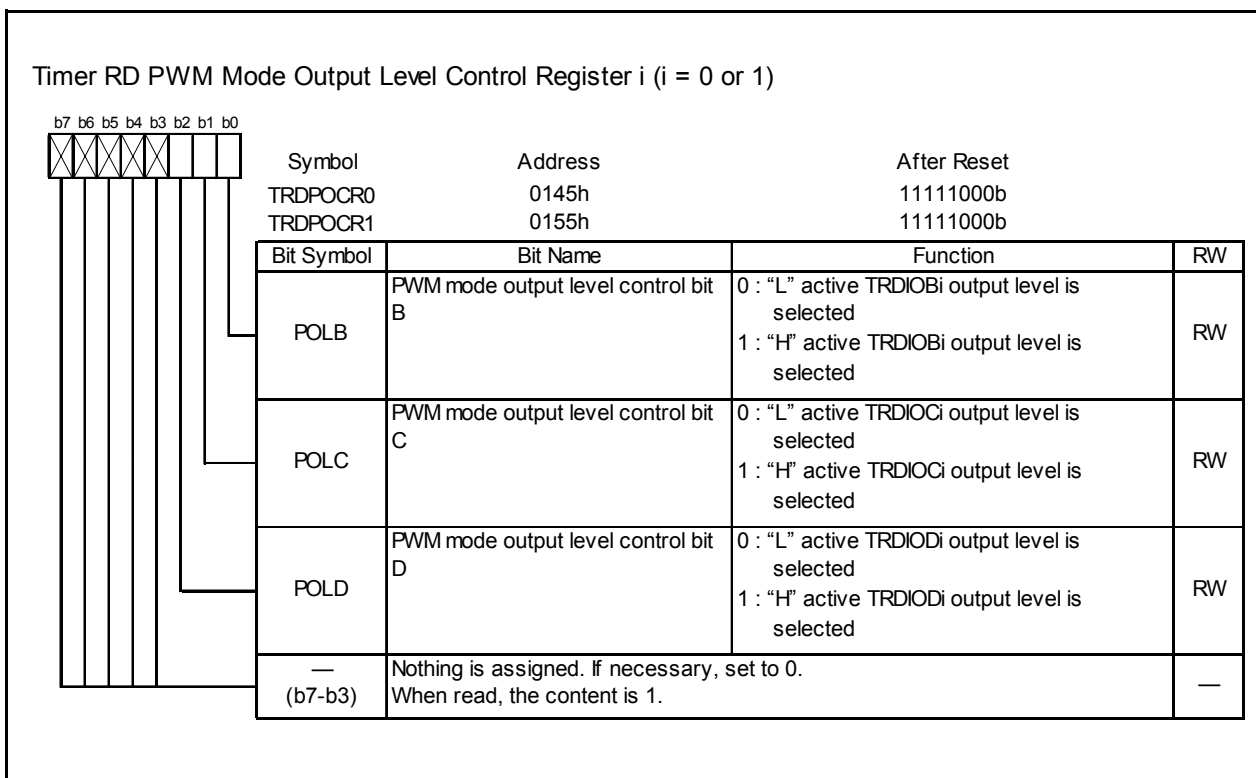 Timer RD PWM Mode Output Level Control Register i (i = 0 or 1)
b7 b6 b5 b4 b3 b2 b1 b0
Symbol Address After Reset
TRDPOCR0 0145h 11111000b
TRDPOCR1 0155h 11111000b
Bit Symbol Bit Name Function RW
POLB
PWM mode output level control bit
B
0 : “L” active TRDIOBi output level is
selected
1 : “H” active TRDIOBi output level is
selected
RW
POLC
PWM mode output level control bit
C
0 : “L” active TRDIOCi output level is
selected
1 : “H” active TRDIOCi output level is
selected
RW
POLD
PWM mode output level control bit
D
0 : “L” active TRDIODi output level is
selected
1 : “H” active TRDIODi output level is
selected
RW
—
(b7-b3)
Nothing is assigned. If necessary, set to 0.
When read, the content is 1.
—